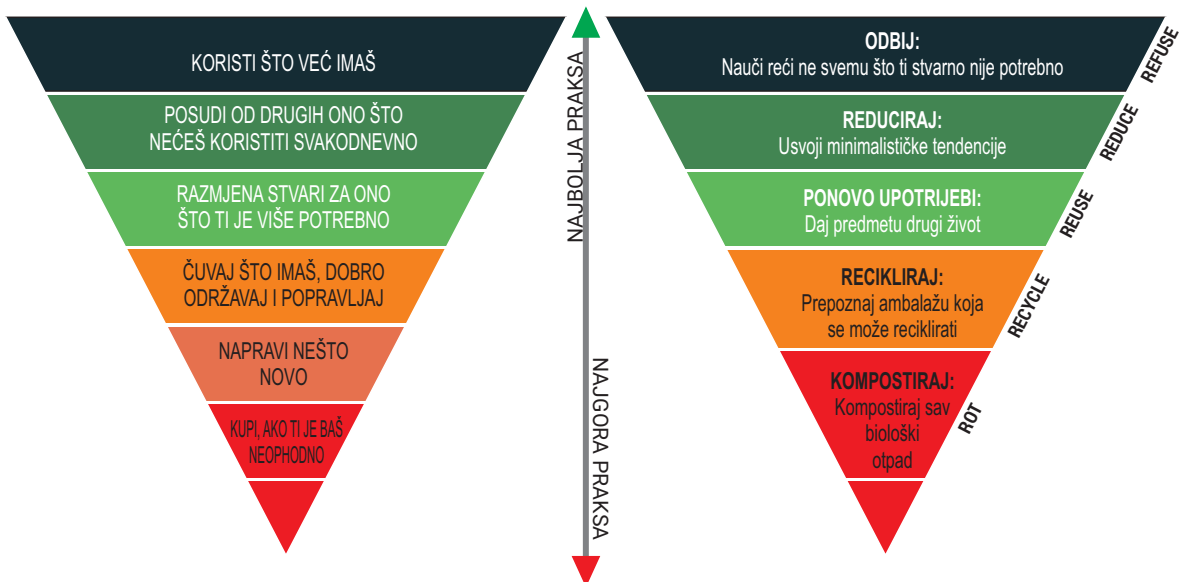 KORISTI ŠTO VEĆ IMAŠ
POSUDI OD DRUGIH ONO ŠTO
NEĆEŠ KORISTITI SVAKODNEVNO
RAZMJENA STVARI ZA ONO
ŠTO TI JE VIŠE POTREBNO
ČUVAJ ŠTO IMAŠ, DOBRO
ODRŽAVAJ I POPRAVLJAJ
NAPRAVI NEŠTO
NOVO
KUPI, AKO TI JE BAŠ
NEOPHODNO
NAJBOLJA PRAKSA
NAJGORA PRAKSA
ODBIJ:
Nauči reći ne svemu što ti stvarno nije potrebno
REFUSE
REDUCIRAJ:
Usvoji minimalističke tendencije
REDUCE
PONOVO UPOTRIJEBI:
Daj predmetu drugi život
REUSE
RECIKLIRAJ:
Prepoznaj ambalažu koja
se može reciklirati
RECYCLE
KOMPOSTIRAJ:
Kompostiraj sav
biološki
otpad
ROT